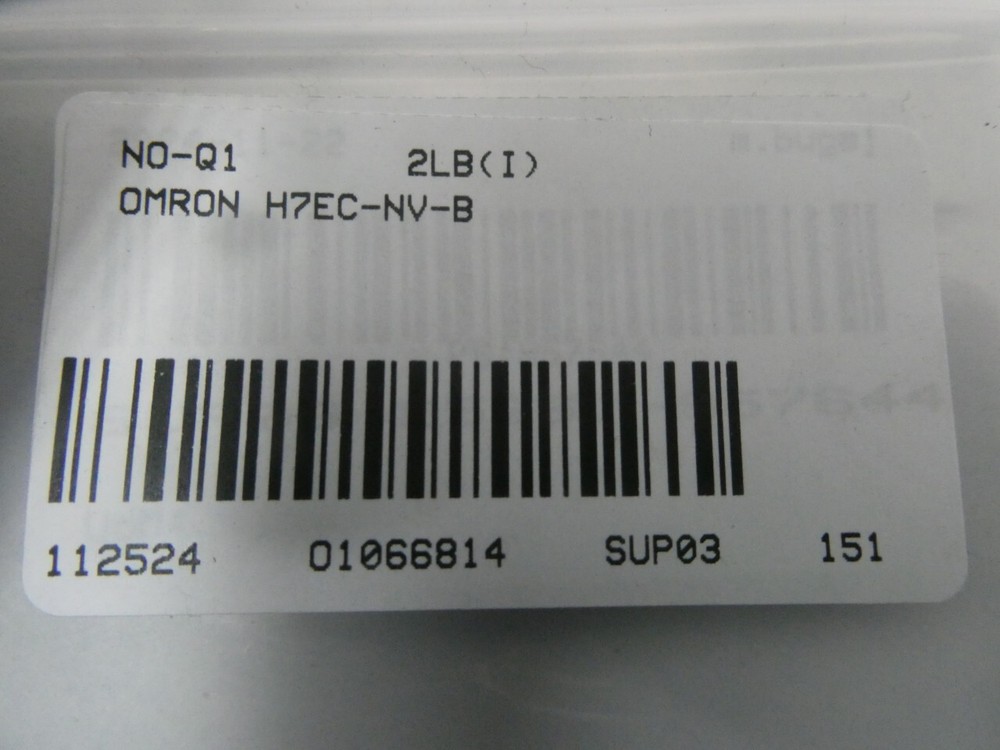 NO-Q1 2LB(I)
OMRON H7EC-NV-B
112524 01066814 SUP03 151